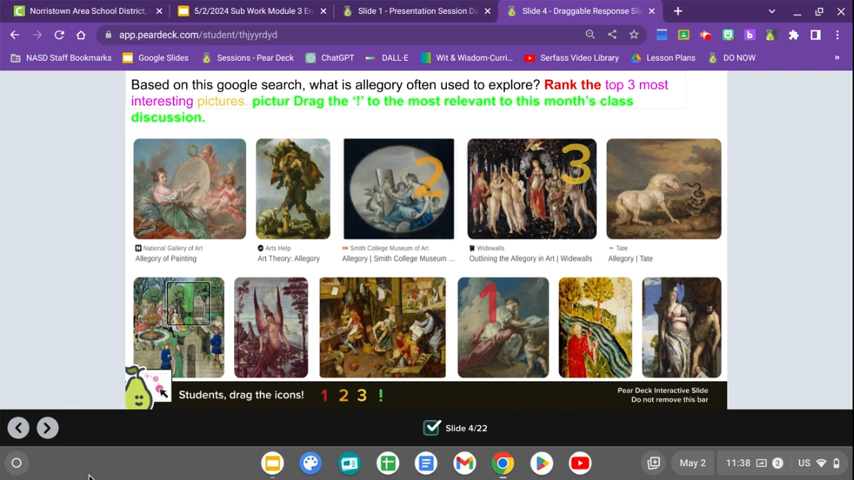 Norristown Area School District,
5/2/2024 Sub Work Module 3 En
Slide 1 - Presentation Session Da
Slide 4 - Draggable Response Sli
app.peardeck.com/student/thjyyrdyd
NASD Staff Bookmarks
Google Slides
Sessions - Pear Deck
ChatGPT
DALL·E
Wit & Wisdom-Curri...
Serfass Video Library
Lesson Plans
DO NOW
»
Based on this google search, what is allegory often used to explore? Rank the top 3 most
interesting pictures. pictur Drag the '!' to the most relevant to this month's class
discussion.
2
3
National Gallery of Art
Arts Help
Smith College Museum of Art
Widewalls
Tate
Allegory of Painting
Art Theory: Allegory
Allegory | Smith College Museum ...
Outlining the Allegory in Art | Widewalls
Allegory | Tate
!
1
Students, drag the icons! 1 2 3 !
Pear Deck Interactive Slide
Do not remove this bar
Slide 4/22
May 2
11:38
2
US